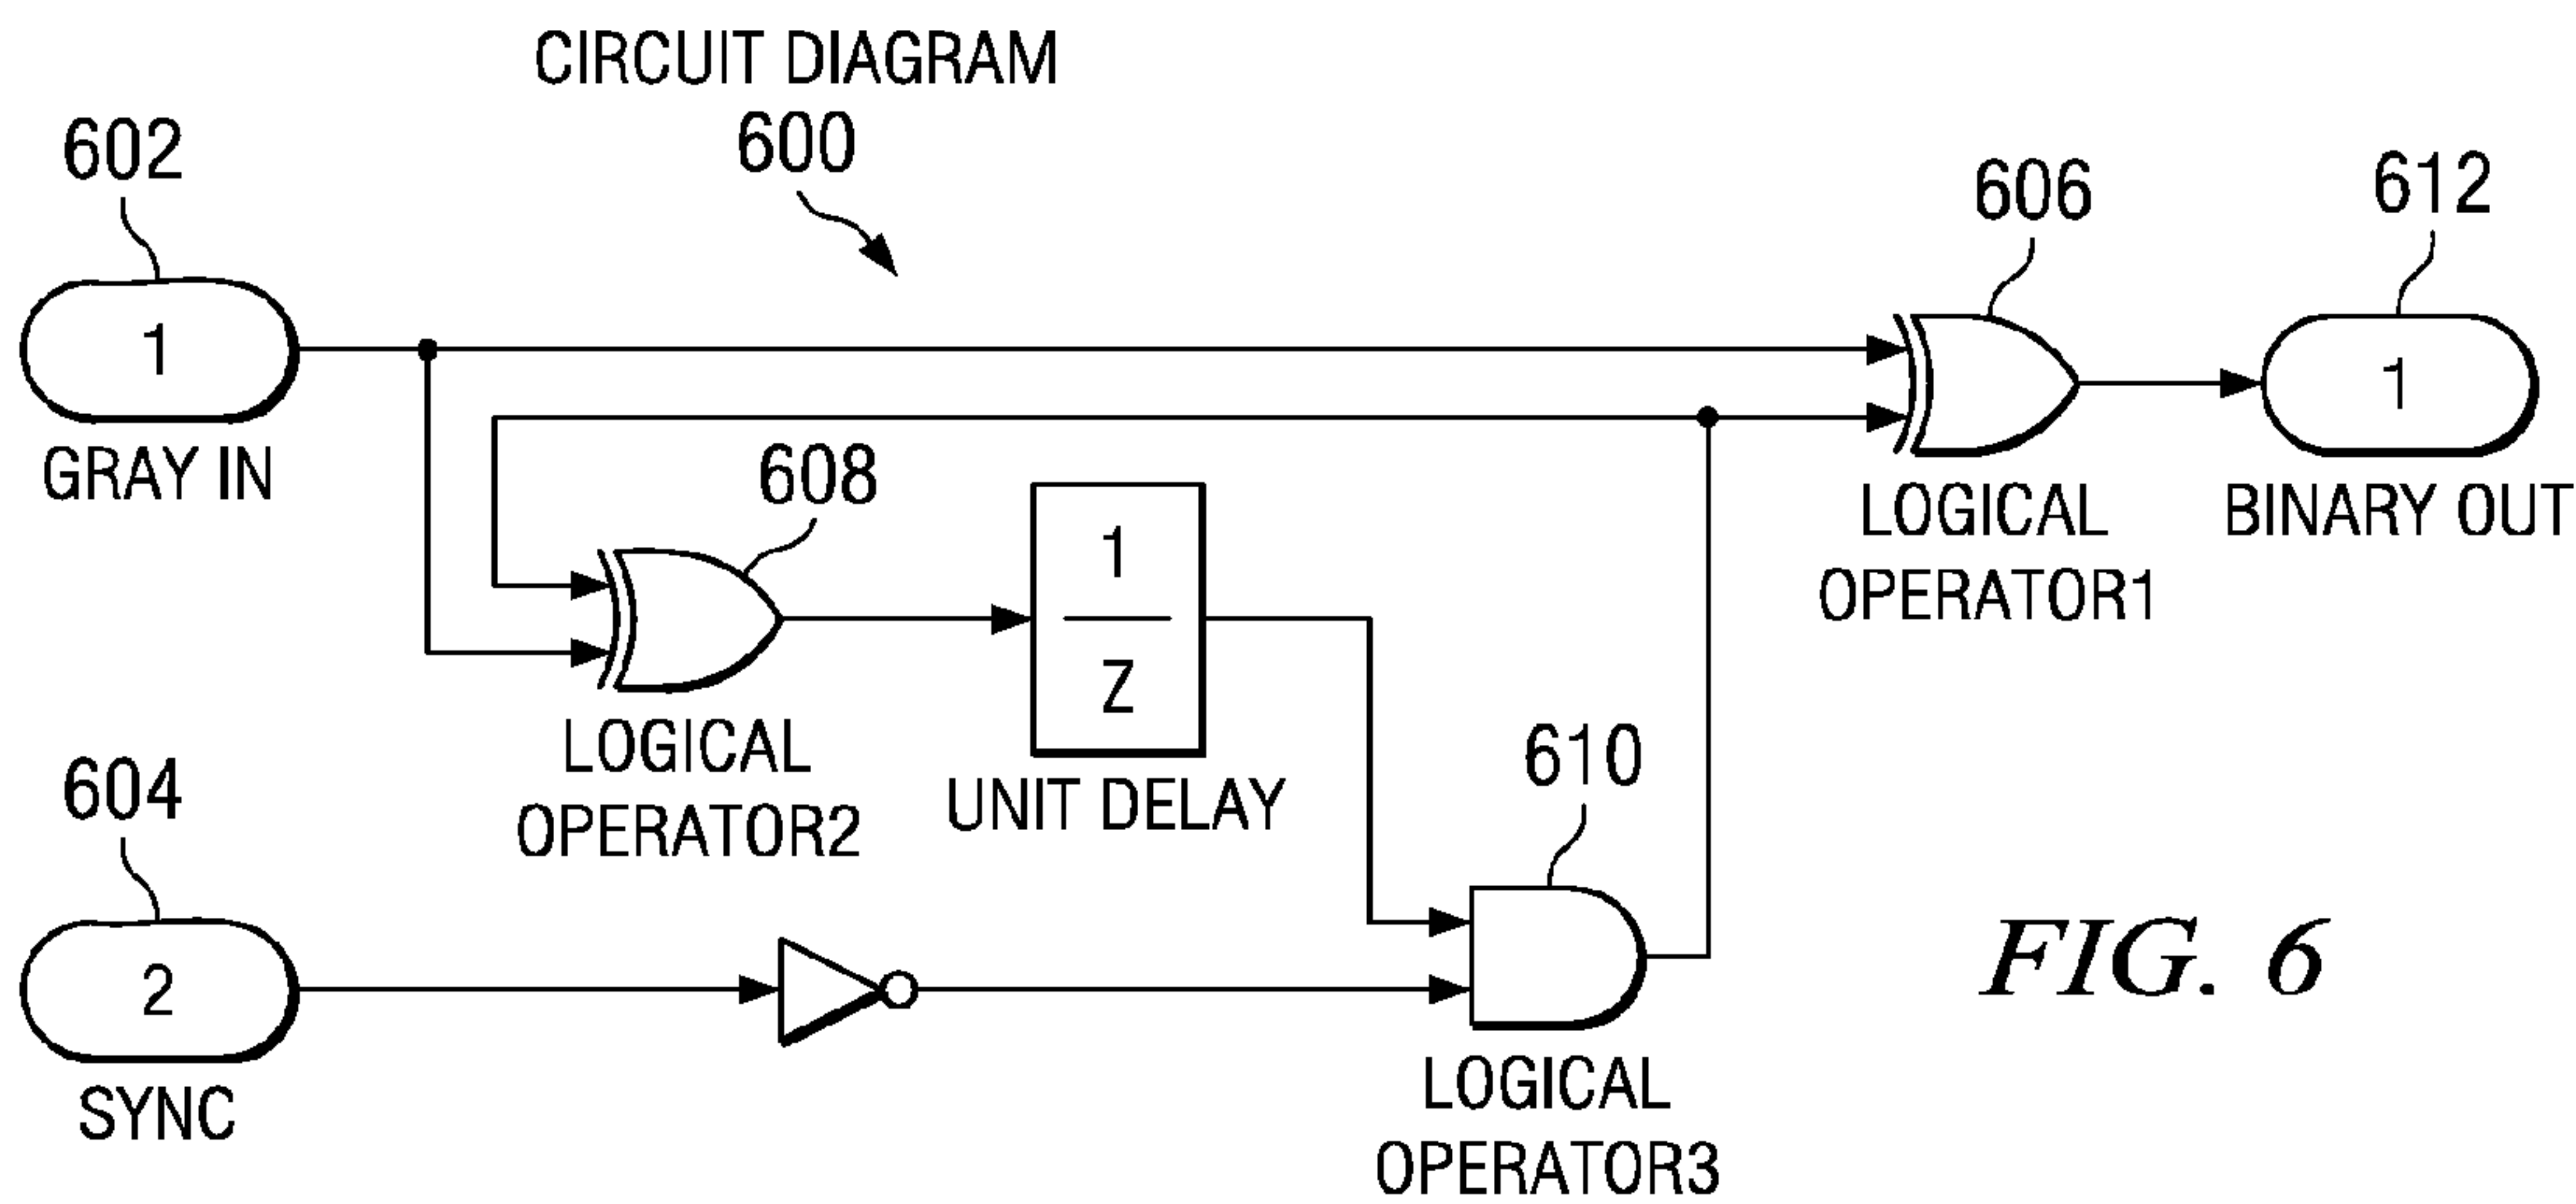 CIRCUIT DIAGRAM
600
602
1
GRAY IN
606
LOGICAL
OPERATOR1
612
1
BINARY OUT
608
LOGICAL
OPERATOR2
1
Z
UNIT DELAY
604
2
SYNC
610
LOGICAL
OPERATOR3
FIG. 6